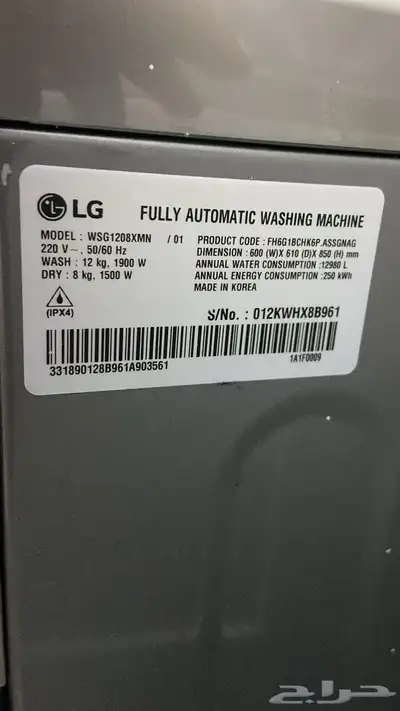 LG FULLY AUTOMATIC WASHING MACHINE
MODEL : WSG1208XMN / 01
220 V~, 50/60 Hz
WASH : 12 kg, 1900 W
DRY : 8 kg, 1500 W
(IPX4)
PRODUCT CODE : FH6G1BCHK6P.ASSGNAG
DIMENSION : 600 (W)X 610 (D)X 850 (H) mm
ANNUAL WATER CONSUMPTION :12980 L
ANNUAL ENERGY CONSUMPTION :250 kWh
MADE IN KOREA
S/No. : 012KWHX8B961
331890128B961A903561
1A1F0009
حراج